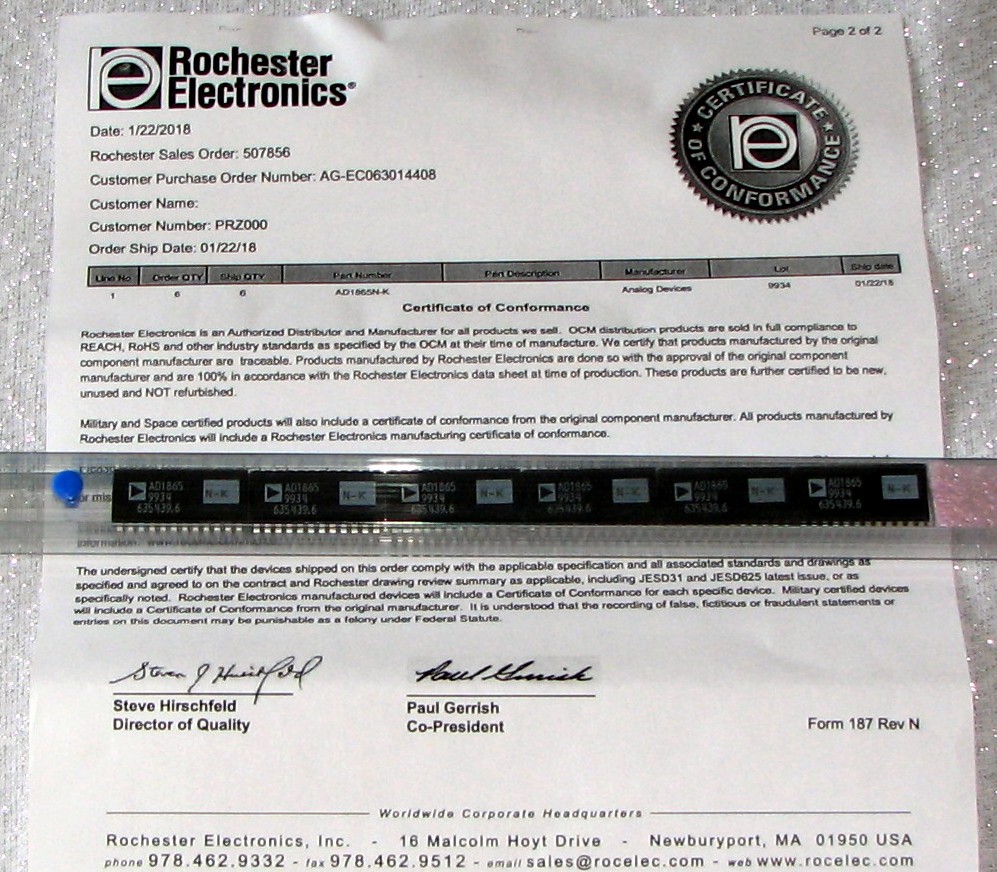 Page 2 of 2
re Rochester
Electronics®
CERTIFICATE
OF CONFORMANCE
re
Date: 1/22/2018
Rochester Sales Order: 507856
Customer Purchase Order Number: AG-EC063014408
Customer Name:
Customer Number: PRZ000
Order Ship Date: 01/22/18
Line No Order QTY Ship QTY Part Number Part Description Manufacturer Lot Ship date
1 6 6 AD1865N-K Analog Devices 9934 01/22/18
Certificate of Conformance
Rochester Electronics is an Authorized Distributor and Manufacturer for all products we sell. OCM distribution products are sold in full compliance to
REACH, RoHS and other industry standards as specified by the OCM at their time of manufacture. We certify that products manufactured by the original
component manufacturer are traceable. Products manufactured by Rochester Electronics are done so with the approval of the original component
manufacturer and are 100% in accordance with the Rochester Electronics data sheet at time of production. These products are further certified to be new,
unused and NOT refurbished.
Military and Space certified products will also include a certificate of conformance from the original component manufacturer. All products manufactured by
Rochester Electronics will include a Rochester Electronics manufacturing certificate of conformance.
or mis
AD1865 N-K AD1865 N-K AD1865 N-K AD1865 N-K AD1865 N-K AD1865 N-K
9934 9934 9934 9934 9934 9934
635439.6 635439.6 635439.6 635439.6 635439.6 635439.6
information.
The undersigned certify that the devices shipped on this order comply with the applicable specification and all associated standards and drawings as
specified and agreed to on the contract and Rochester drawing review summary as applicable, including JESD31 and JESD625 latest issue, or as
specifically noted. Rochester Electronics manufactured devices will include a Certificate of Conformance for each specific device. Military certified devices
will include a Certificate of Conformance from the original manufacturer. It is understood that the recording of false, fictitious or fraudulent statements or
entries on this document may be punishable as a felony under Federal Statute.
Steve Hirschfeld
Director of Quality
Paul Gerrish
Co-President
Form 187 Rev N
Worldwide Corporate Headquarters
Rochester Electronics, Inc. - 16 Malcolm Hoyt Drive - Newburyport, MA 01950 USA
phone 978.462.9332 - fax 978.462.9512 - email sales@rocelec.com - web www.rocelec.com